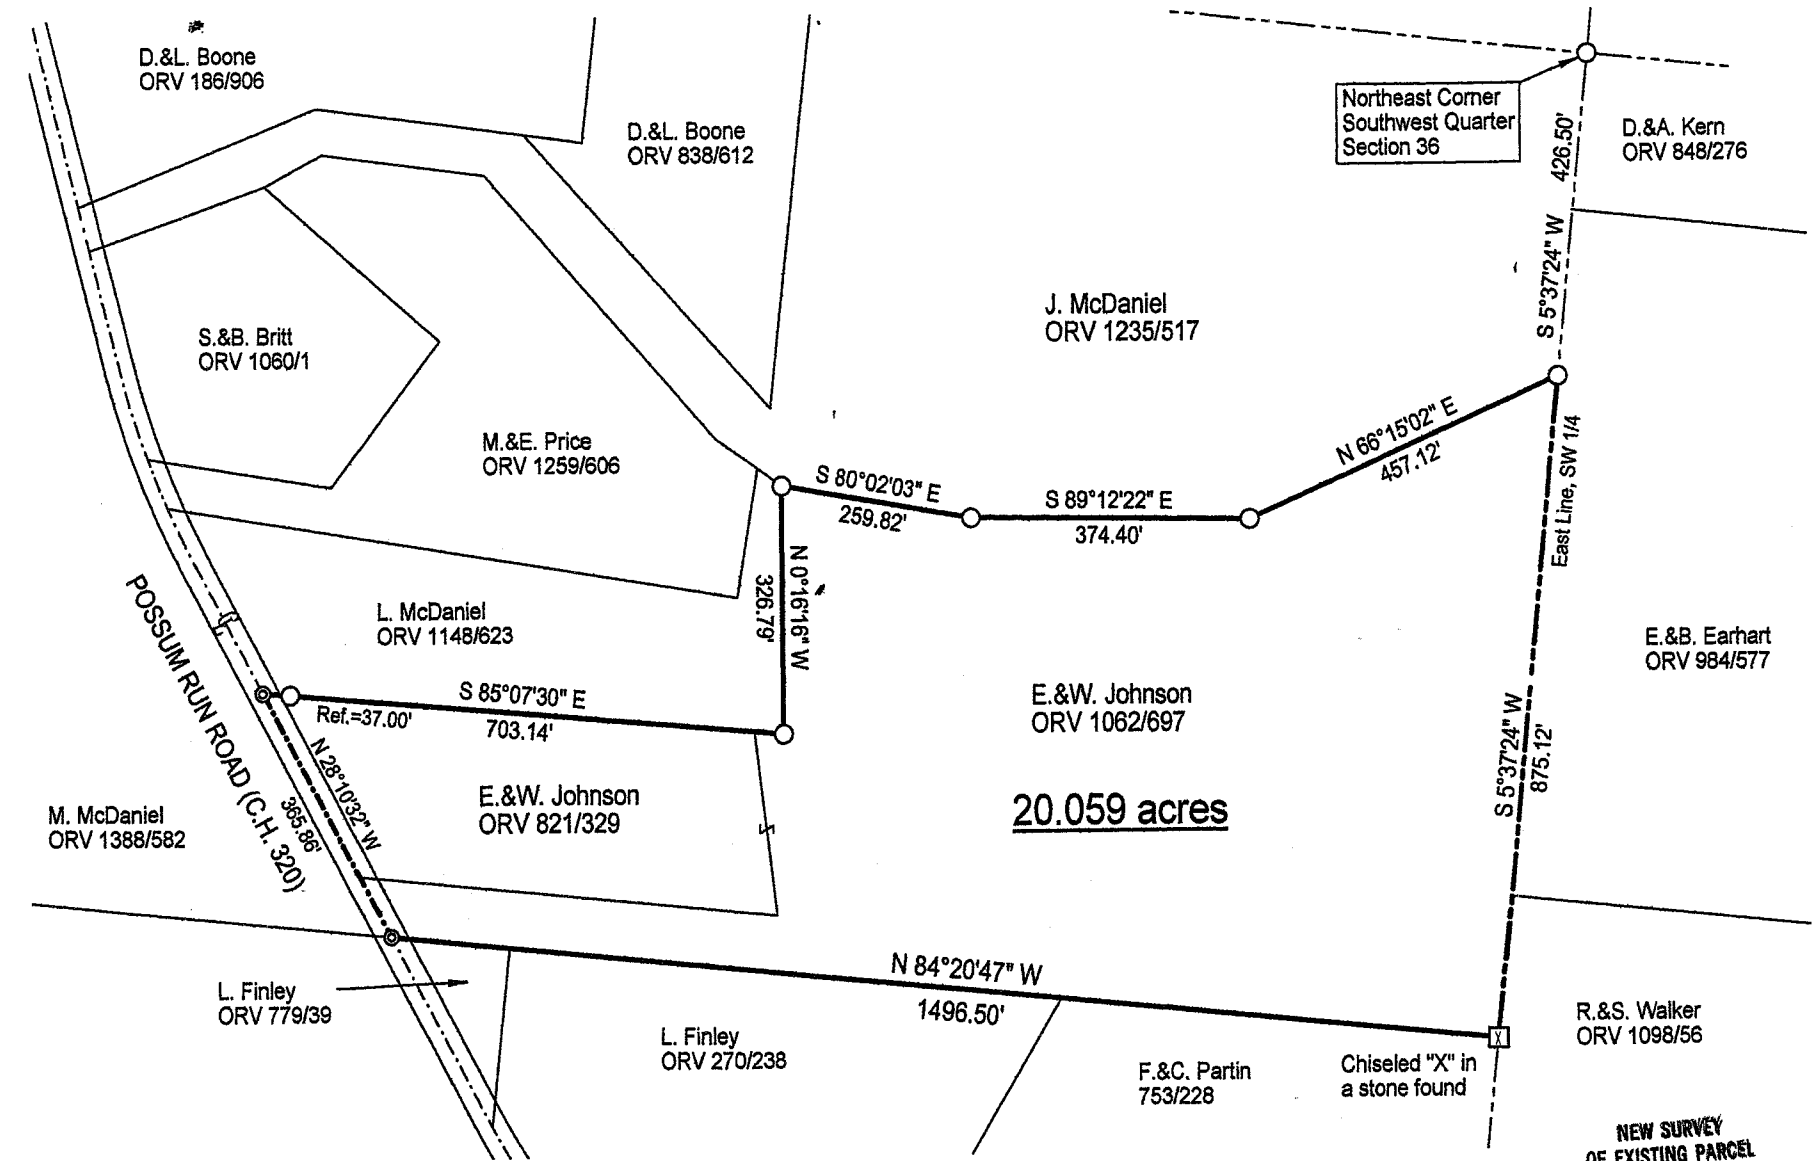 D.&L. Boone
ORV 186/906
D.&L. Boone
ORV 838/612
Northeast Corner
Southwest Quarter
Section 36
426.50'
D.&A. Kern
ORV 848/276
S 5°37'24" W
J. McDaniel
ORV 1235/517
S.&B. Britt
ORV 1060/1
M.&E. Price
ORV 1259/606
N 66°15'02" E
457.12'
S 80°02'03" E
259.82'
S 89°12'22" E
374.40'
East Line, SW 1/4
N 0°16'16" W
326.79'
L. McDaniel
ORV 1148/623
E.&B. Earhart
ORV 984/577
POSSUM RUN ROAD (C.H. 320)
S 85°07'30" E
Ref.=37.00'
703.14'
E.&W. Johnson
ORV 1062/697
S 5°37'24" W
875.12'
N 28°10'32" W
365.86'
E.&W. Johnson
ORV 821/329
20.059 acres
M. McDaniel
ORV 1388/582
N 84°20'47" W
1496.50'
L. Finley
ORV 779/39
L. Finley
ORV 270/238
F.&C. Partin
753/228
Chiseled "X" in
a stone found
X
R.&S. Walker
ORV 1098/56
NEW SURVEY
OF EXISTING PARCEL